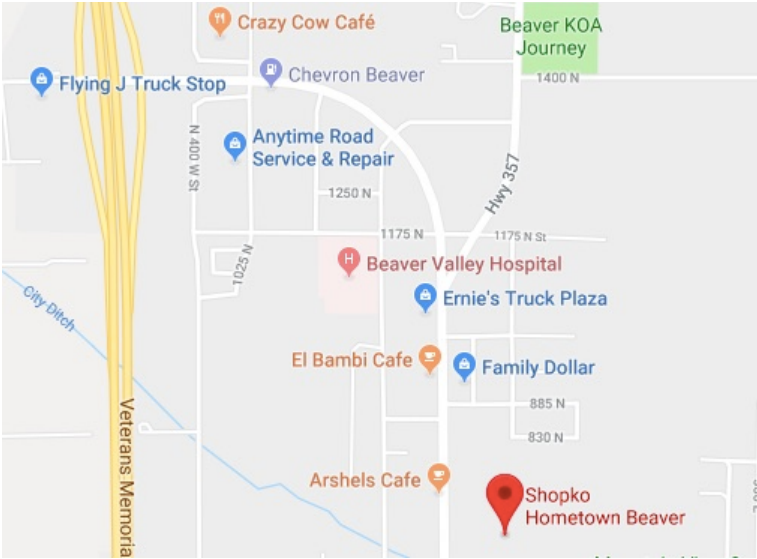 Crazy Cow Café
Beaver KOA
Journey
Flying J Truck Stop
Chevron Beaver
1400 N
Anytime Road
Service & Repair
N 400 W St
1250 N
Hwy 357
1175 N
1175 N St
1025 N
H
Beaver Valley Hospital
City Ditch
Ernie's Truck Plaza
El Bambi Cafe
Family Dollar
885 N
830 N
Veterans Memoria
Arshels Cafe
Shopko
Hometown Beaver